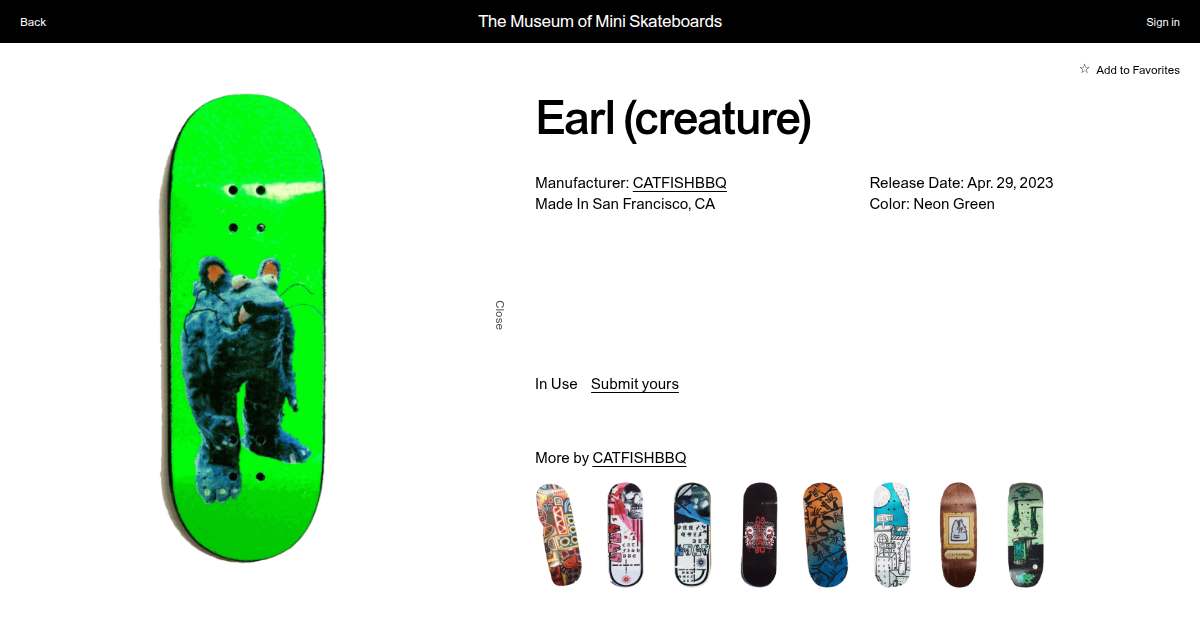 Back
The Museum of Mini Skateboards
Sign in
☆ Add to Favorites
Earl (creature)
Manufacturer: CATFISHBBQ
Release Date: Apr. 29, 2023
Made In San Francisco, CA
Color: Neon Green
Close
In Use Submit yours
More by CATFISHBBQ